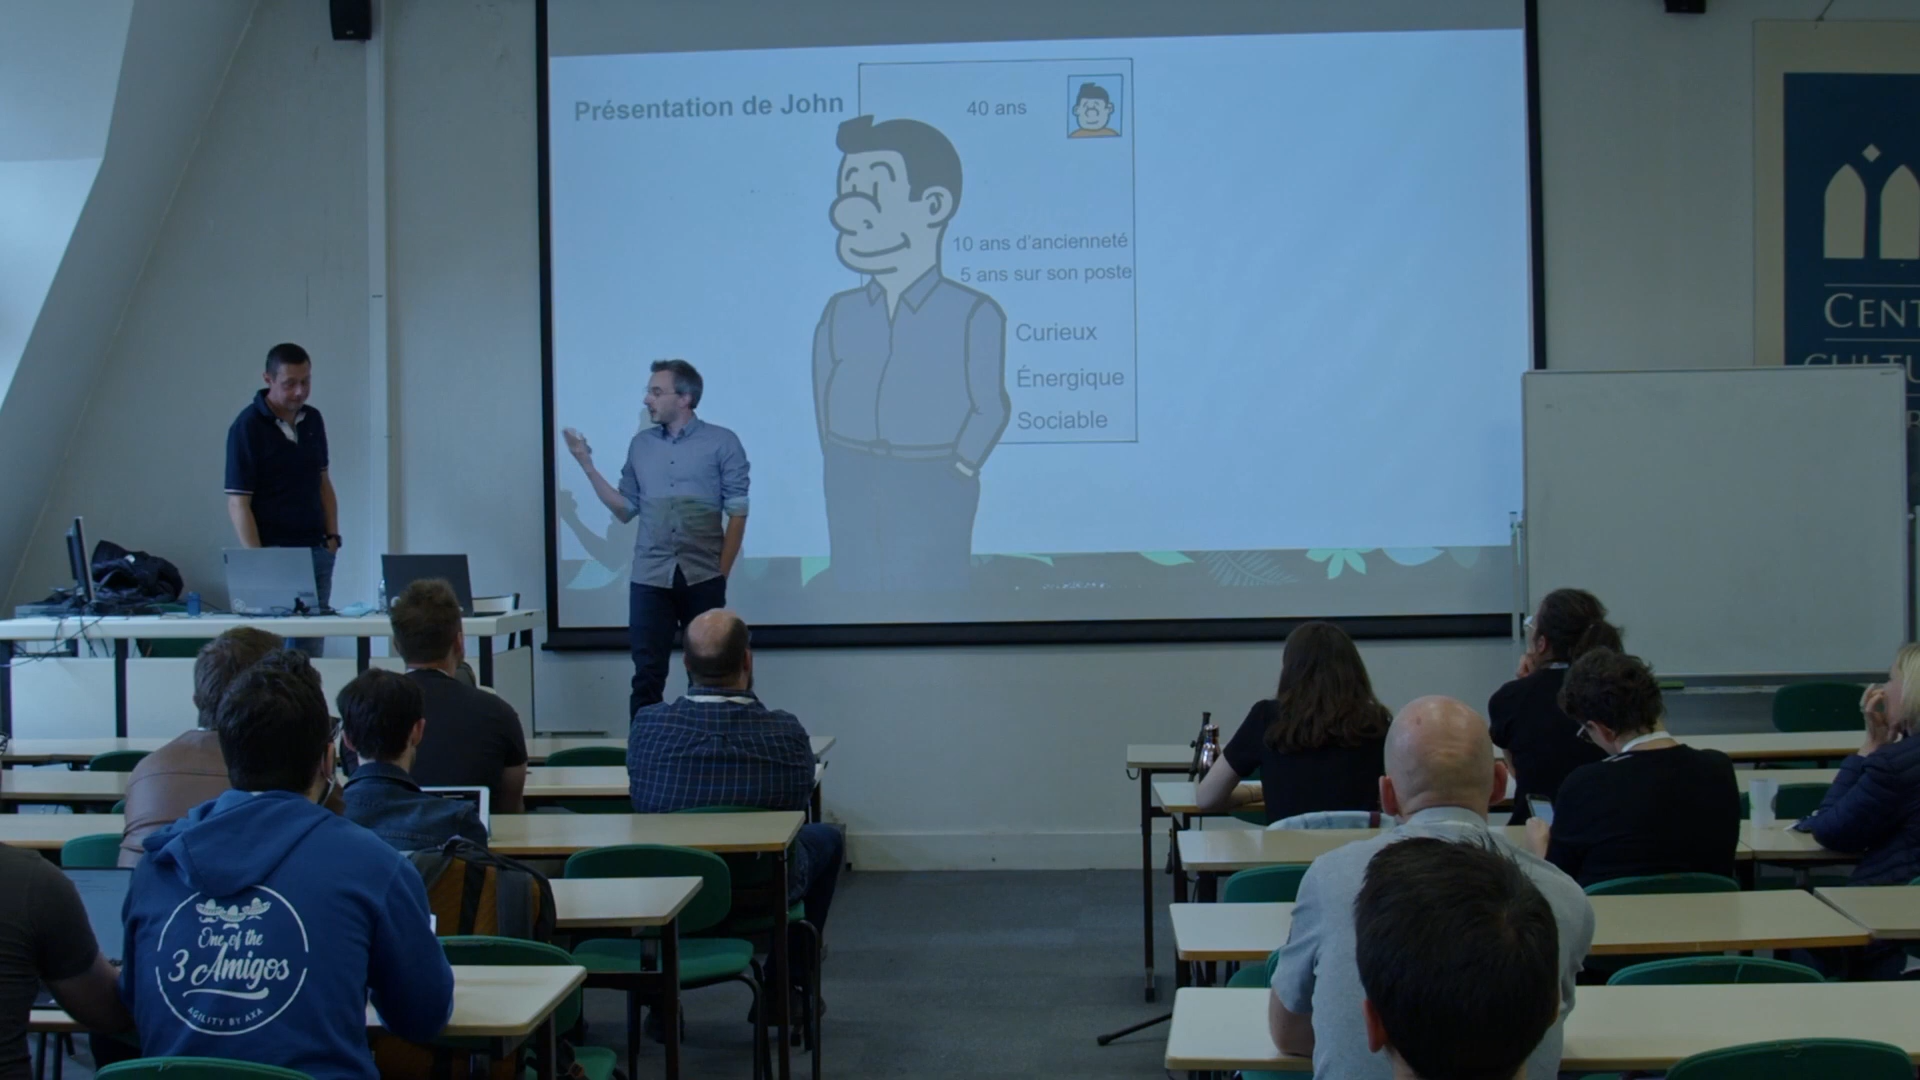 Présentation de John
40 ans
10 ans d'ancienneté
5 ans sur son poste
Curieux
Énergique
Sociable
CENT
CULTU
One of the
3 Amigos
AGILITY BY AXA